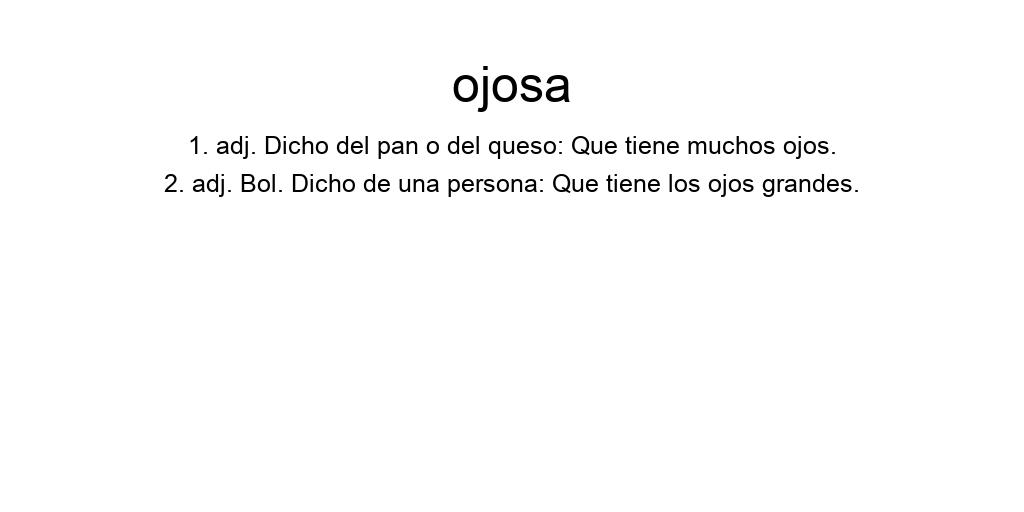 ojosa
1. adj. Dicho del pan o del queso: Que tiene muchos ojos.
2. adj. Bol. Dicho de una persona: Que tiene los ojos grandes.